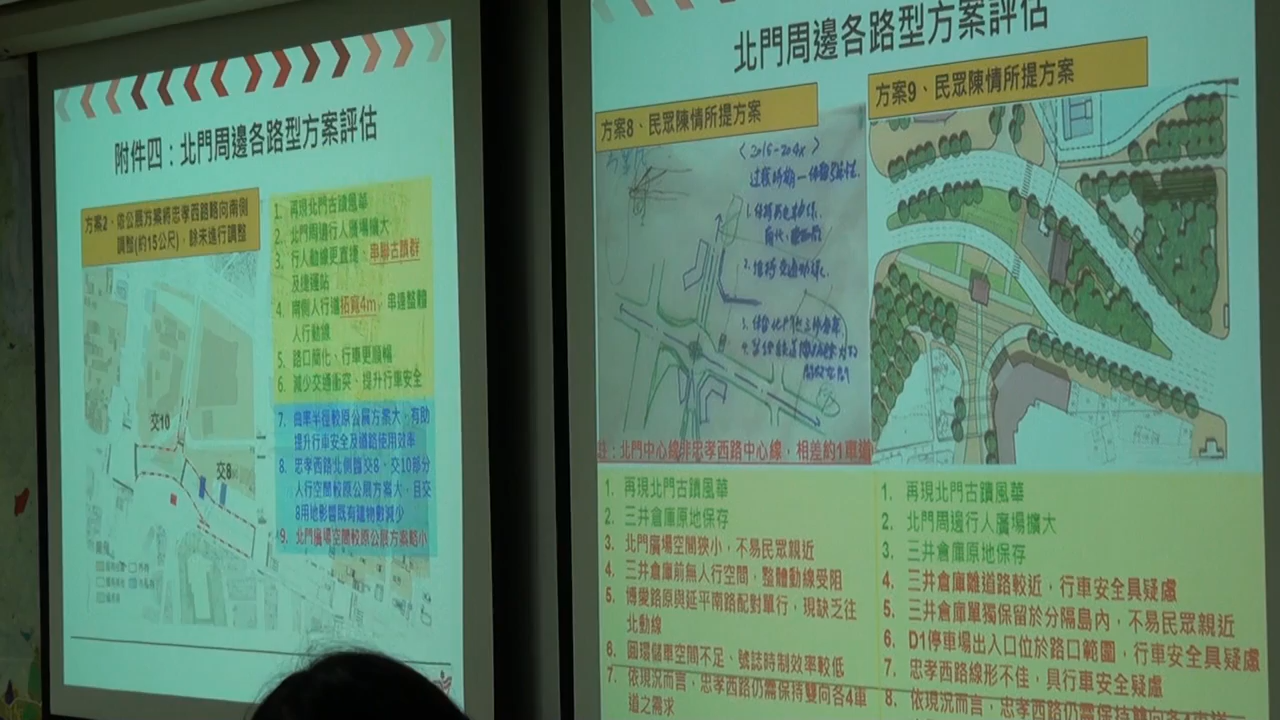 附件四：北門周邊各路型方案評估
方案2、依公展方案將忠孝西路略向南側
調整(約15公尺)，餘未進行調整
1. 再現北門古蹟風華
2. 北門周邊行人廣場擴大
3. 行人動線更直捷、串聯古蹟群
及捷運站
4. 兩側人行道拓寬4m，串連整體
人行動線
5. 路口簡化、行車更順暢
6. 減少交通衝突、提升行車安全
7. 曲率半徑較原公展方案大，有助
提升行車安全及道路使用效率
8. 忠孝西路北側臨交8、交10部分
人行空間較原公展方案大，且交
8用地影響既有建物數減少
9. 北門廣場空間較原公展方案略小
交10
交8
北門周邊各路型方案評估
方案8、民眾陳情所提方案
註：北門中心線非忠孝西路中心線，相差約1車道
1. 再現北門古蹟風華
2. 三井倉庫原地保存
3. 北門廣場空間狹小，不易民眾親近
4. 三井倉庫前無人行空間，整體動線受阻
5. 博愛路原與延平南路配對單行，現缺乏往
北動線
6. 圓環儲車空間不足、號誌時制效率較低
7. 依現況而言，忠孝西路仍需保持雙向各4車
道之需求
方案9、民眾陳情所提方案
1. 再現北門古蹟風華
2. 北門周邊行人廣場擴大
3. 三井倉庫原地保存
4. 三井倉庫離道路較近，行車安全具疑慮
5. 三井倉庫單獨保留於分隔島內，不易民眾親近
6. D1停車場出入口位於路口範圍，行車安全具疑慮
7. 忠孝西路線形不佳，具行車安全疑慮
8. 依現況而言，忠孝西路仍需保持雙向各